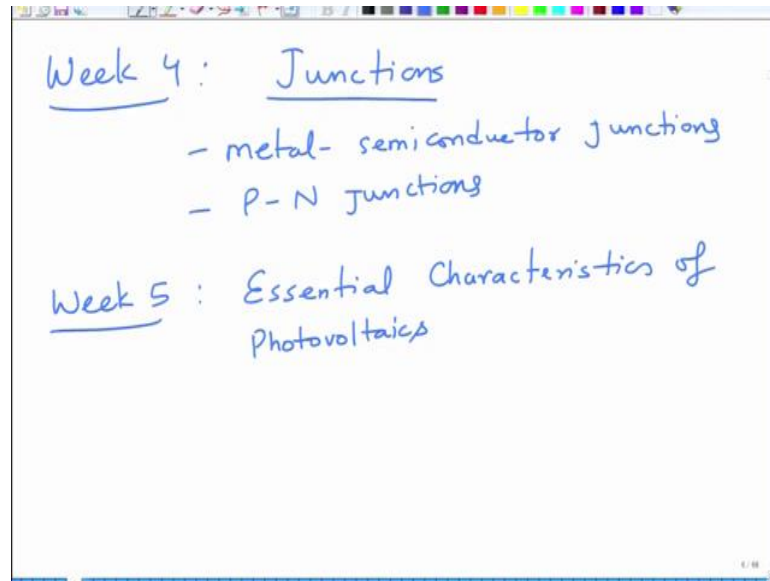 Week 4 : Junctions
- metal- semiconductor junctions
- P-N Junctions
Week 5 : Essential Characteristics of
Photovoltaics